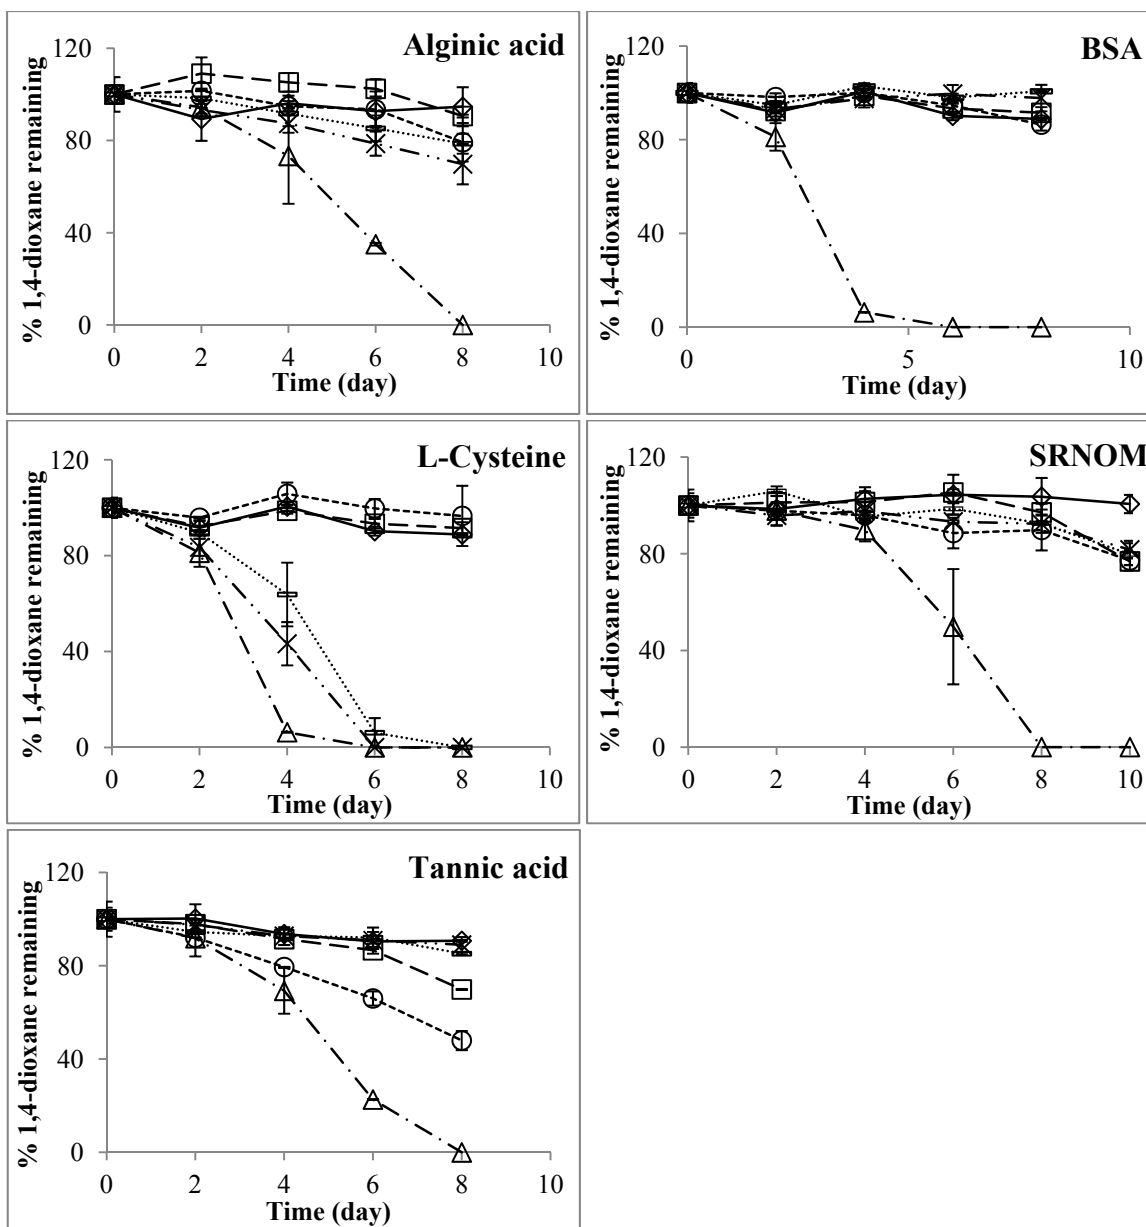 Alginic acid
% 1,4-dioxane remaining
120
80
40
0
0 2 4 6 8 10
Time (day)
BSA
% 1,4-dioxane remaining
120
80
40
0
0 5 10
Time (day)
L-Cysteine
% 1,4-dioxane remaining
120
80
40
0
0 2 4 6 8 10
Time (day)
SRNOM
% 1,4-dioxane remaining
120
80
40
0
0 2 4 6 8 10
Time (day)
Tannic acid
% 1,4-dioxane remaining
120
80
40
0
0 2 4 6 8 10
Time (day)